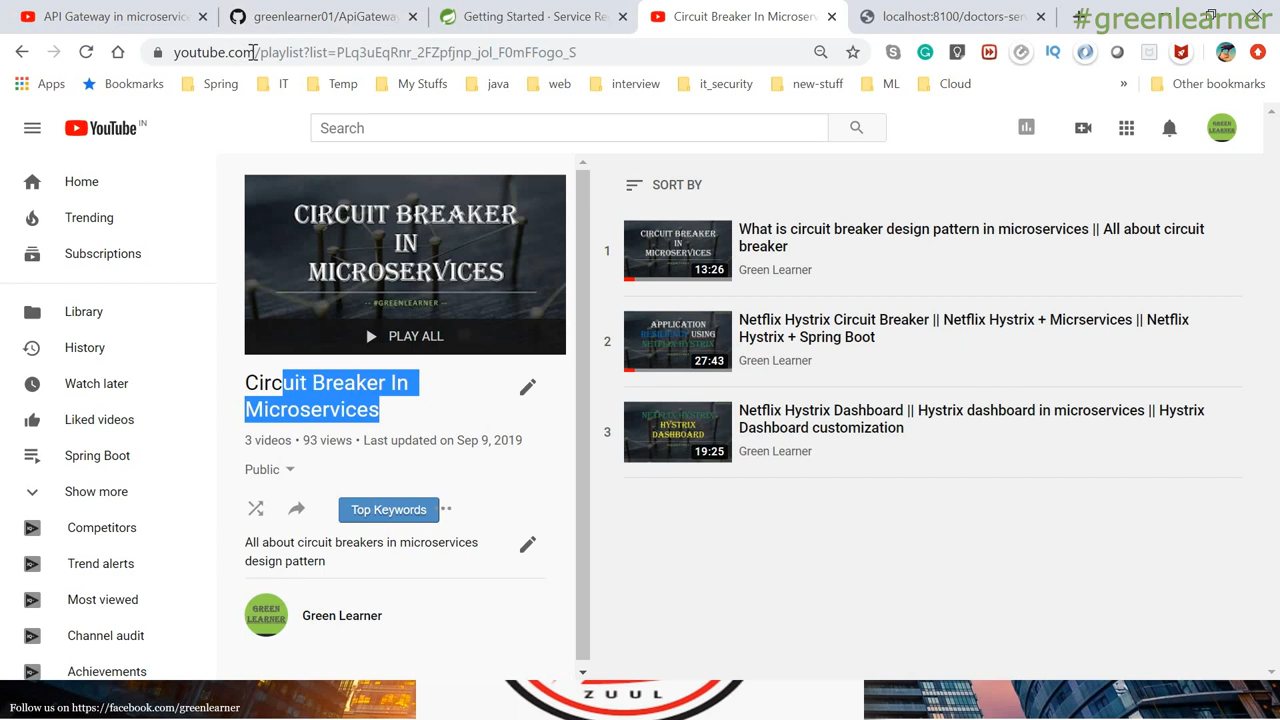 API Gateway in microservic
greenlearner01/ApiGateway
Getting Started - Service Re
Circuit Breaker In Microserv
localhost:8100/doctors-ser
#greenlearner
youtube.com/playlist?list=PLq3uEqRnr_2FZpfjnp_jol_F0mFFogo_S
Apps
Bookmarks
Spring
IT
Temp
My Stuffs
java
web
interview
it_security
new-stuff
ML
Cloud
Other bookmarks
YouTube IN
Search
Home
Trending
Subscriptions
Library
History
Watch later
Liked videos
Spring Boot
Show more
Competitors
Trend alerts
Most viewed
Channel audit
Achievements
CIRCUIT BREAKER
IN
MICROSERVICES
-- #GREENLEARNER --
PLAY ALL
Circuit Breaker In
Microservices
3 videos • 93 views • Last updated on Sep 9, 2019
Public
Top Keywords
All about circuit breakers in microservices
design pattern
GREEN
LEARNER
Green Learner
SORT BY
1
CIRCUIT BREAKER
IN
MICROSERVICES
13:26
What is circuit breaker design pattern in microservices || All about circuit
breaker
Green Learner
2
APPLICATION
RESILIENCY USING
NETFLIX HYSTRIX
27:43
Netflix Hystrix Circuit Breaker || Netflix Hystrix + Micrservices || Netflix
Hystrix + Spring Boot
Green Learner
3
NETFLIX HYSTRIX
HYSTRIX
DASHBOARD
19:25
Netflix Hystrix Dashboard || Hystrix dashboard in microservices || Hystrix
Dashboard customization
Green Learner
ZUUL
Follow us on https://facebook.com/greenlearner